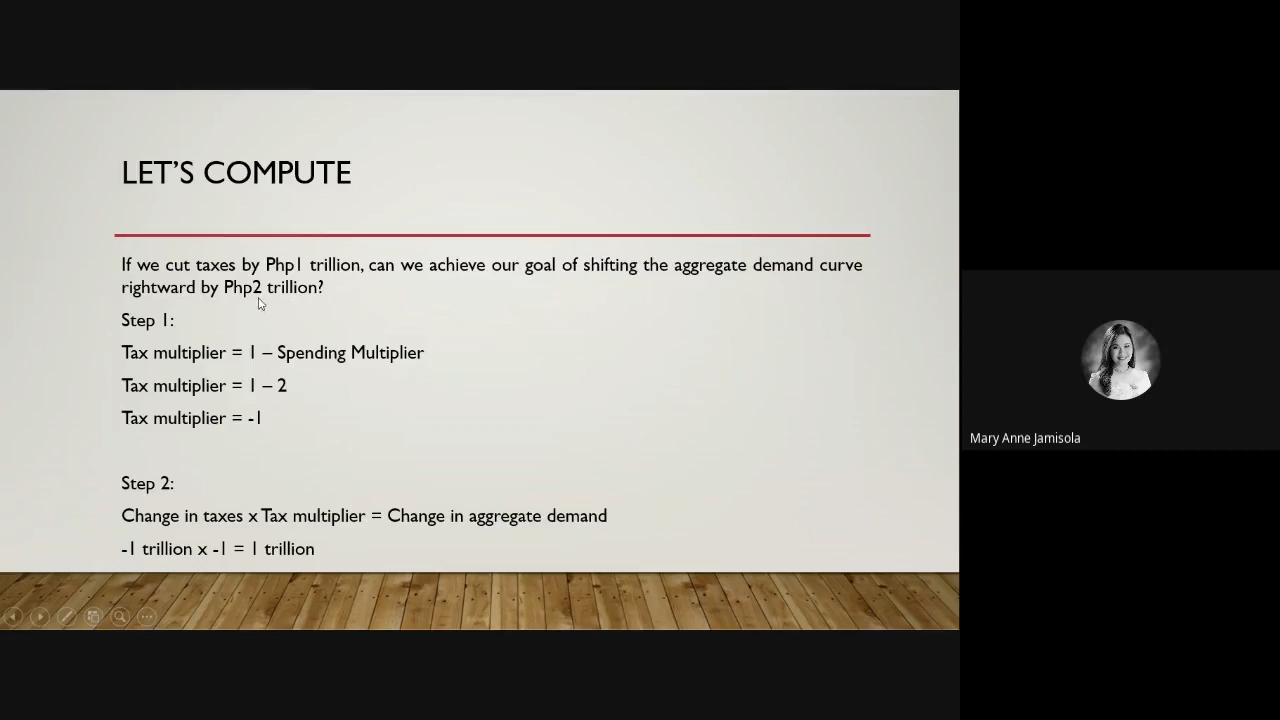 LET’S COMPUTE
If we cut taxes by Php1 trillion, can we achieve our goal of shifting the aggregate demand curve
rightward by Php2 trillion?
Step 1:
Tax multiplier = 1 – Spending Multiplier
Tax multiplier = 1 – 2
Tax multiplier = -1
Step 2:
Change in taxes x Tax multiplier = Change in aggregate demand
-1 trillion x -1 = 1 trillion
Mary Anne Jamisola